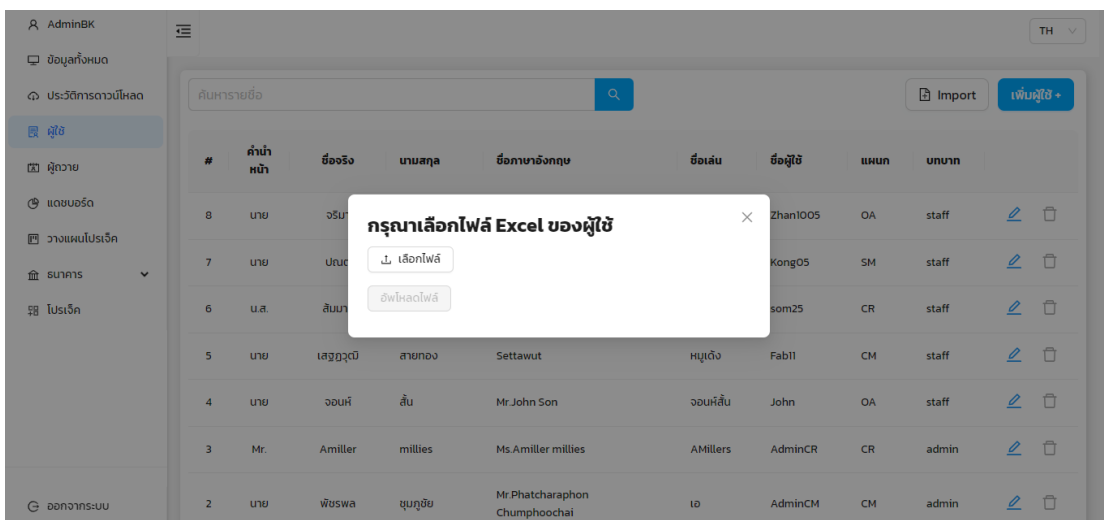 AdminBK
TH
ข้อมูลทั้งหมด
ประวัติการดาวน์โหลด
ค้นหารายชื่อ
Import
เพิ่มผู้ใช้ +
ผู้ใช้
ผู้ถวาย
# คำนำหน้า ชื่อจริง นามสกุล ชื่อภาษาอังกฤษ ชื่อเล่น ชื่อผู้ใช้ แผนก บทบาท
แดชบอร์ด
วางแผนโปรเจ็ค
ธนาคาร
โปรเจ็ค
กรุณาเลือกไฟล์ Excel ของผู้ใช้
เลือกไฟล์
อัพโหลดไฟล์
8 นาย Zhan1005 OA staff
7 นาย Kong05 SM staff
6 น.ส. som25 CR staff
5 นาย เสฐฏวุฒิ สายทอง Settawut หมูเด้ง Fab11 CM staff
4 นาย จอนห์ สั้น Mr.John Son จอนห์สั้น John OA staff
3 Mr. Amiller millies Ms.Amiller millies AMillers AdminCR CR admin
2 นาย พัชรพล ชุมภูชัย Mr.Phatcharaphon Chumphoochai เอ AdminCM CM admin
ออกจากระบบ